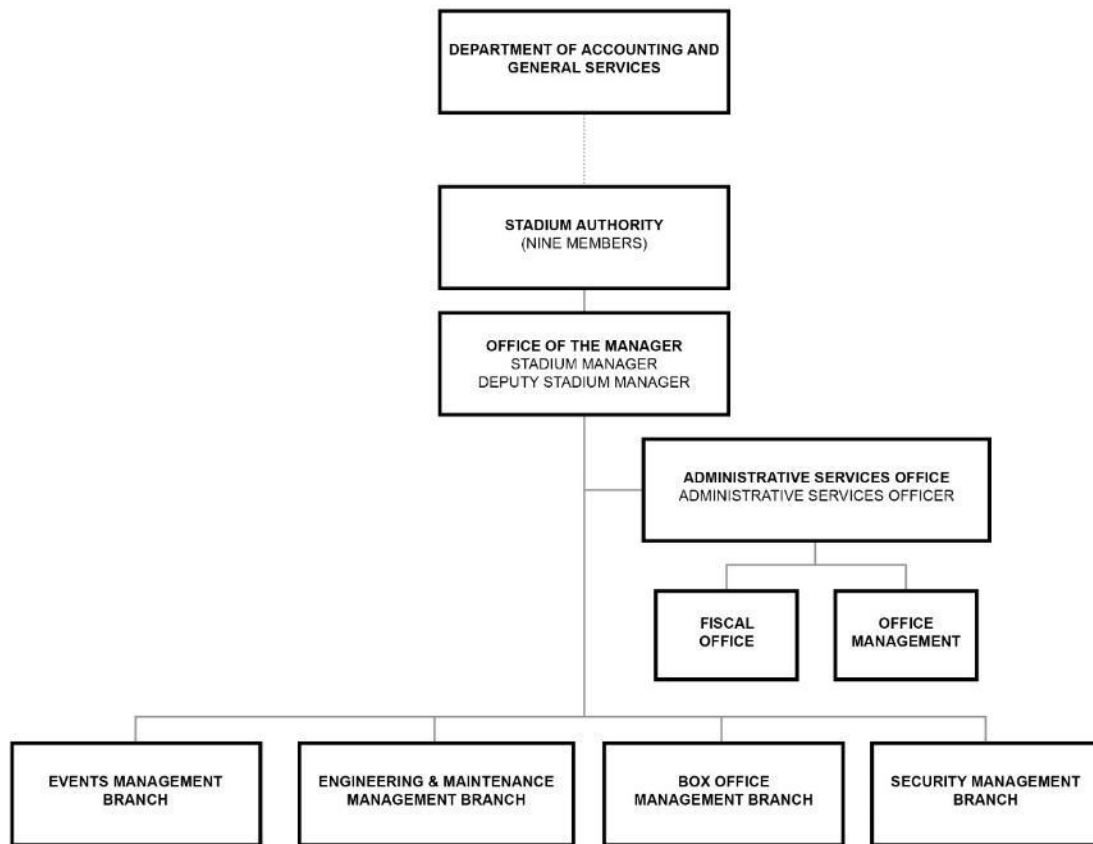 DEPARTMENT OF ACCOUNTING AND
GENERAL SERVICES
STADIUM AUTHORITY
(NINE MEMBERS)
OFFICE OF THE MANAGER
STADIUM MANAGER
DEPUTY STADIUM MANAGER
ADMINISTRATIVE SERVICES OFFICE
ADMINISTRATIVE SERVICES OFFICER
FISCAL
OFFICE
OFFICE
MANAGEMENT
EVENTS MANAGEMENT
BRANCH
ENGINEERING & MAINTENANCE
MANAGEMENT BRANCH
BOX OFFICE
MANAGEMENT BRANCH
SECURITY MANAGEMENT
BRANCH